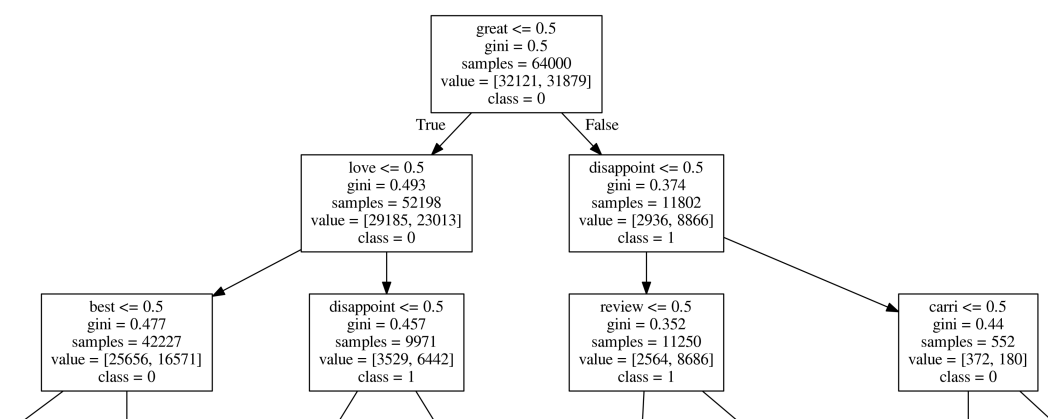 great <= 0.5
gini = 0.5
samples = 64000
value = [32121, 31879]
class = 0
True
False
love <= 0.5
gini = 0.493
samples = 52198
value = [29185, 23013]
class = 0
disappoint <= 0.5
gini = 0.374
samples = 11802
value = [2936, 8866]
class = 1
best <= 0.5
gini = 0.477
samples = 42227
value = [25656, 16571]
class = 0
disappoint <= 0.5
gini = 0.457
samples = 9971
value = [3529, 6442]
class = 1
review <= 0.5
gini = 0.352
samples = 11250
value = [2564, 8686]
class = 1
carri <= 0.5
gini = 0.44
samples = 552
value = [372, 180]
class = 0